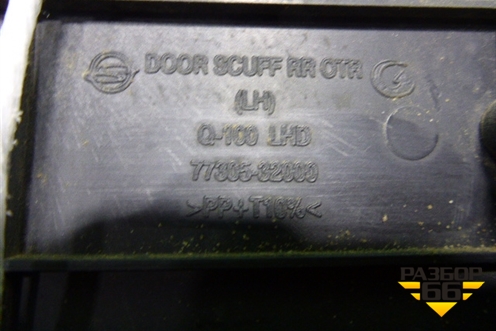 DOOR SCUFF RR OTR
(LH)
Q-100 LHD
77305-32000
>PP+T10%<
РАЗБОР
66